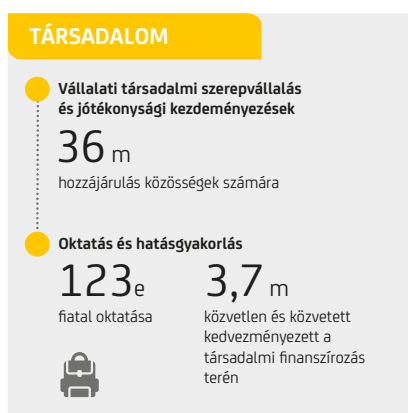 TÁRSADALOM
Vállalati társadalmi szerepvállalás
és jótékonysági kezdeményezések
36 m
hozzájárulás közösségek számára
Oktatás és hatásgyakorlás
123e
fiatal oktatása
3,7 m
közvetlen és közvetett
kedvezményezett a
társadalmi finanszírozás
terén